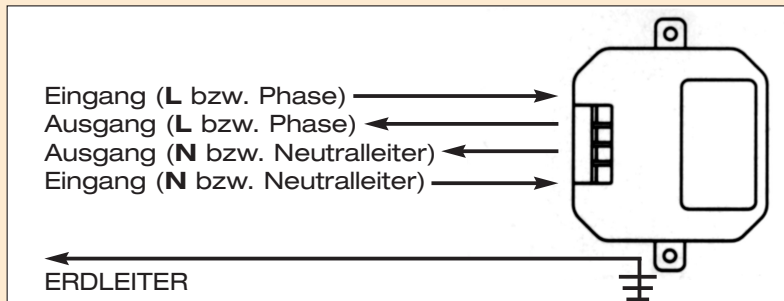 Eingang (L bzw. Phase)
Ausgang (L bzw. Phase)
Ausgang (N bzw. Neutralleiter)
Eingang (N bzw. Neutralleiter)
ERDLEITER